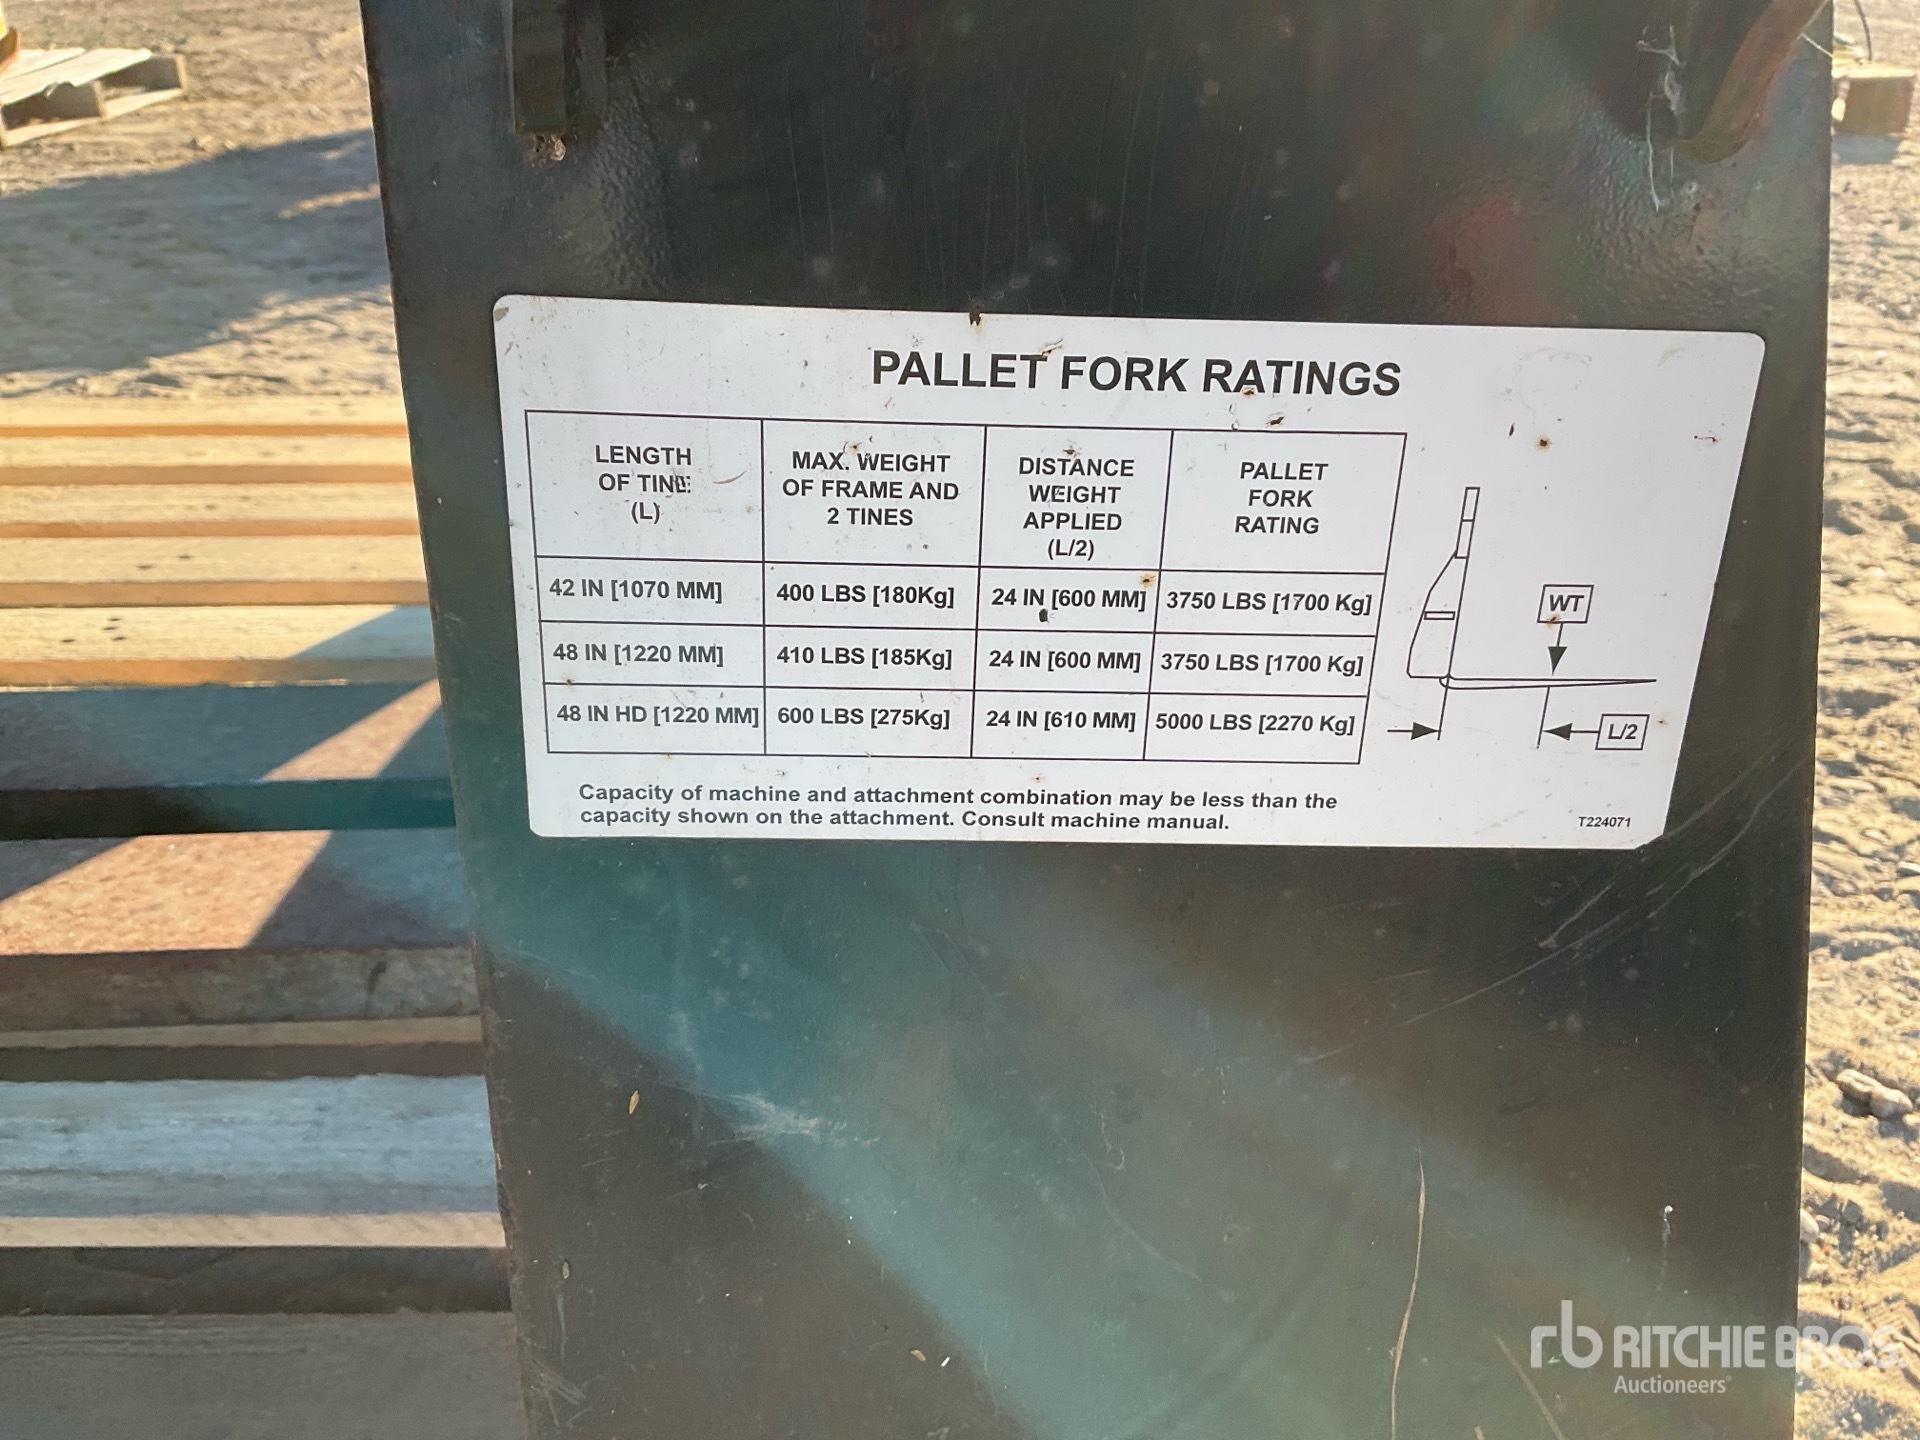 PALLET FORK RATINGS
LENGTH
OF TINE
(L)
MAX. WEIGHT
OF FRAME AND
2 TINES
DISTANCE
WEIGHT
APPLIED
(L/2)
PALLET
FORK
RATING
42 IN [1070 MM] 400 LBS [180Kg] 24 IN [600 MM] 3750 LBS [1700 Kg]
48 IN [1220 MM] 410 LBS [185Kg] 24 IN [600 MM] 3750 LBS [1700 Kg]
48 IN HD [1220 MM] 600 LBS [275Kg] 24 IN [610 MM] 5000 LBS [2270 Kg]
WT
L/2
Capacity of machine and attachment combination may be less than the
capacity shown on the attachment. Consult machine manual.
T224071
rb RITCHIE BROS.
Auctioneers